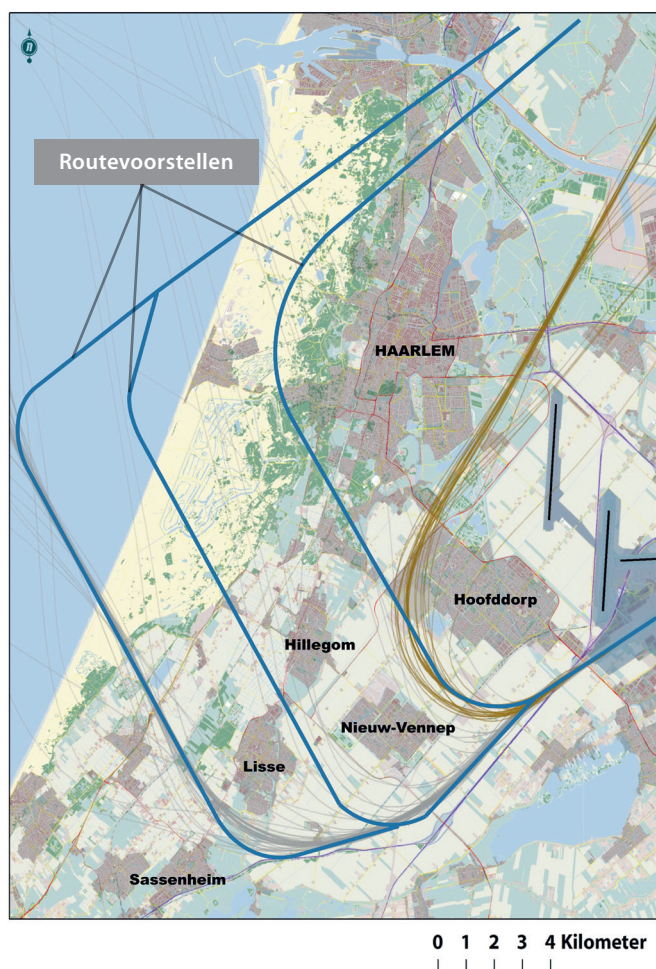 n
Routevoorstellen
HAARLEM
Hoofddorp
Hillegom
Nieuw-Vennep
Lisse
Sassenheim
0 1 2 3 4 Kilometer